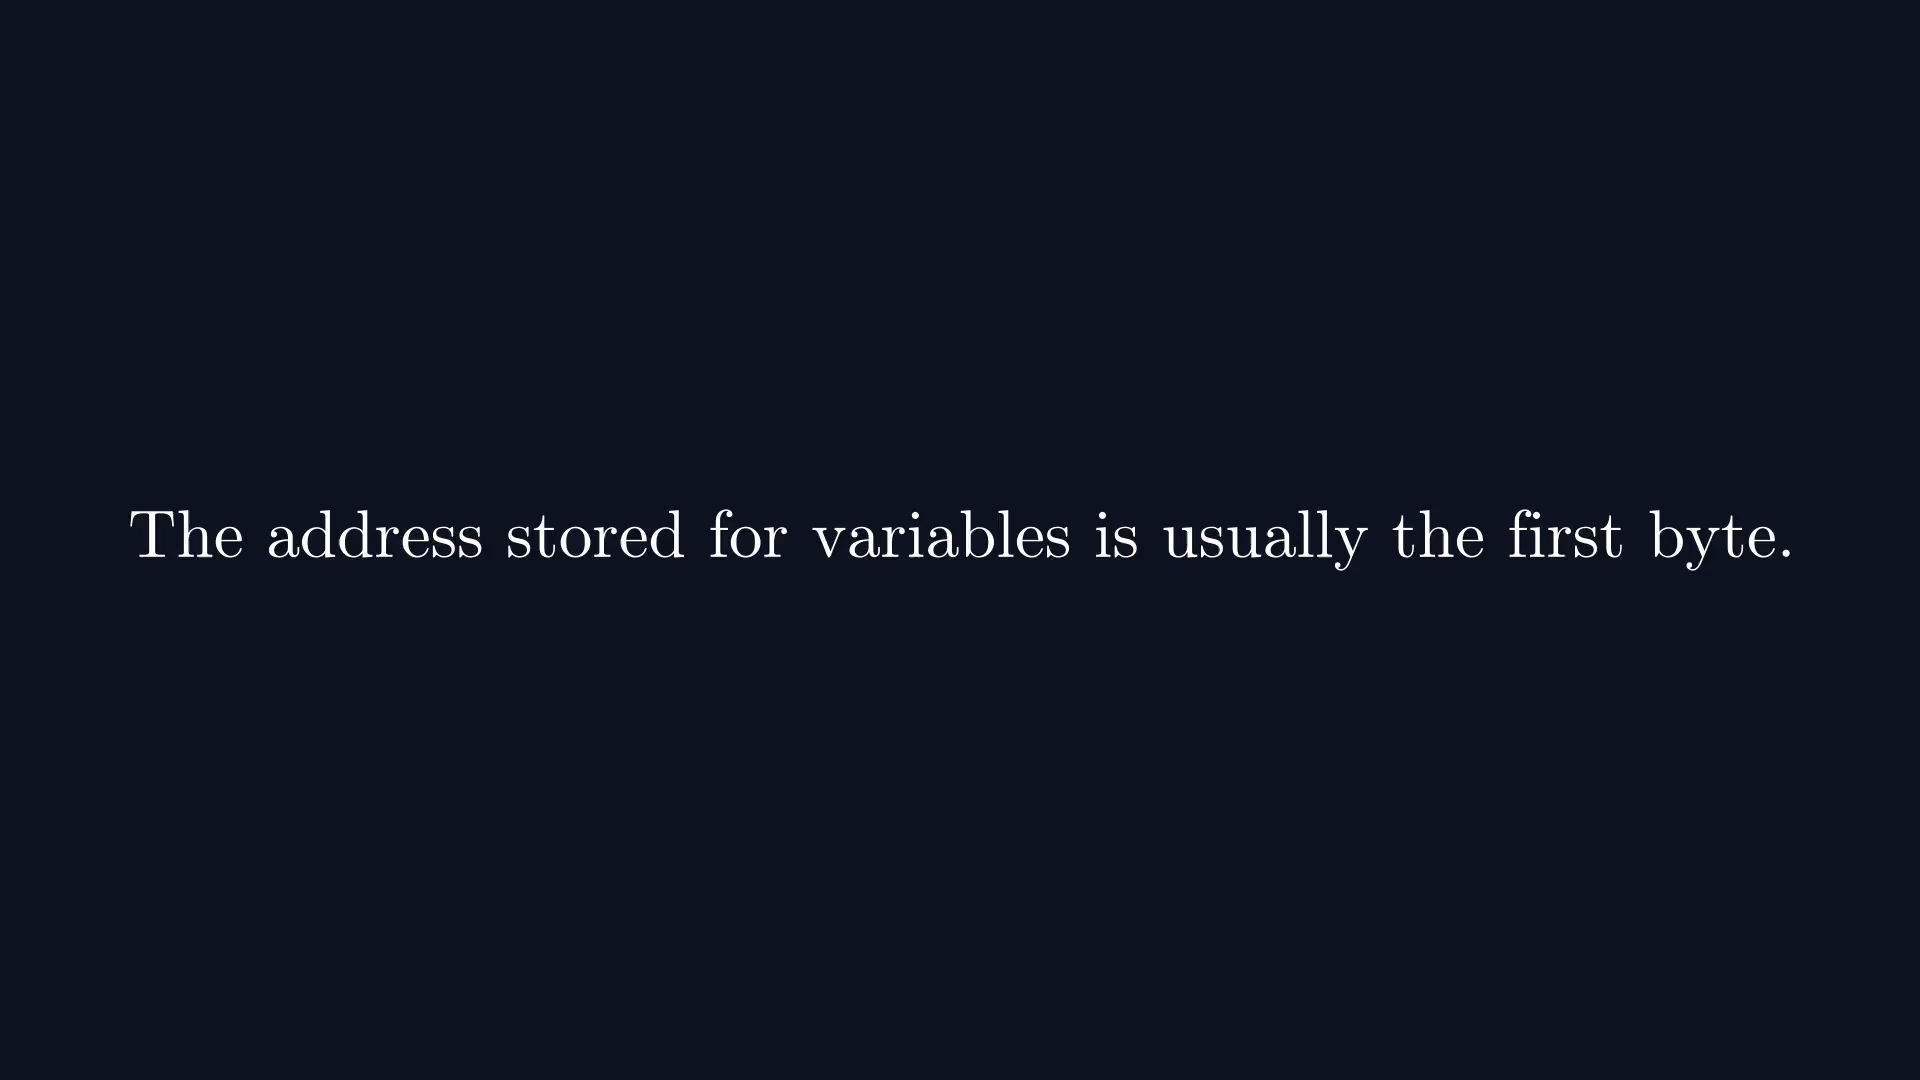 The address stored for variables is usually the first byte.